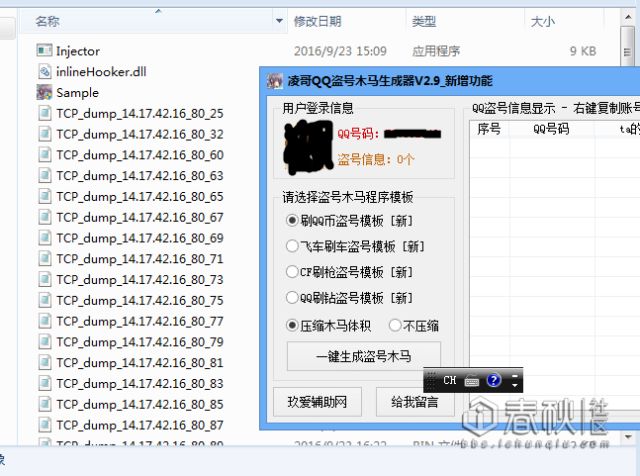 名称 修改日期 类型 大小
Injector 2016/9/23 15:09 应用程序 9 KB
inlineHooker.dll
Sample
TCP_dump_14.17.42.16_80_25
TCP_dump_14.17.42.16_80_32
TCP_dump_14.17.42.16_80_60
TCP_dump_14.17.42.16_80_63
TCP_dump_14.17.42.16_80_65
TCP_dump_14.17.42.16_80_67
TCP_dump_14.17.42.16_80_69
TCP_dump_14.17.42.16_80_71
TCP_dump_14.17.42.16_80_73
TCP_dump_14.17.42.16_80_75
TCP_dump_14.17.42.16_80_77
TCP_dump_14.17.42.16_80_79
TCP_dump_14.17.42.16_80_81
TCP_dump_14.17.42.16_80_83
TCP_dump_14.17.42.16_80_85
TCP_dump_14.17.42.16_80_87
TCP_dump_14.17.42.16_80_89 2016/9/23 16:22 BIN 文件
凌哥QQ盗号木马生成器V2.9_新增功能
用户登录信息
QQ号码:
盗号信息: 0个
请选择盗号木马程序模板
刷QQ币盗号模板 [新]
飞车刷车盗号模板 [新]
CF刷枪盗号模板 [新]
QQ刷钻盗号模板 [新]
压缩木马体积 不压缩
一键生成盗号木马
玖爱辅助网 给我留言
QQ盗号信息显示 - 右键复制账号
序号 QQ号码 ta的
CH
春秋社区
bbs.ichunqiu.com
象